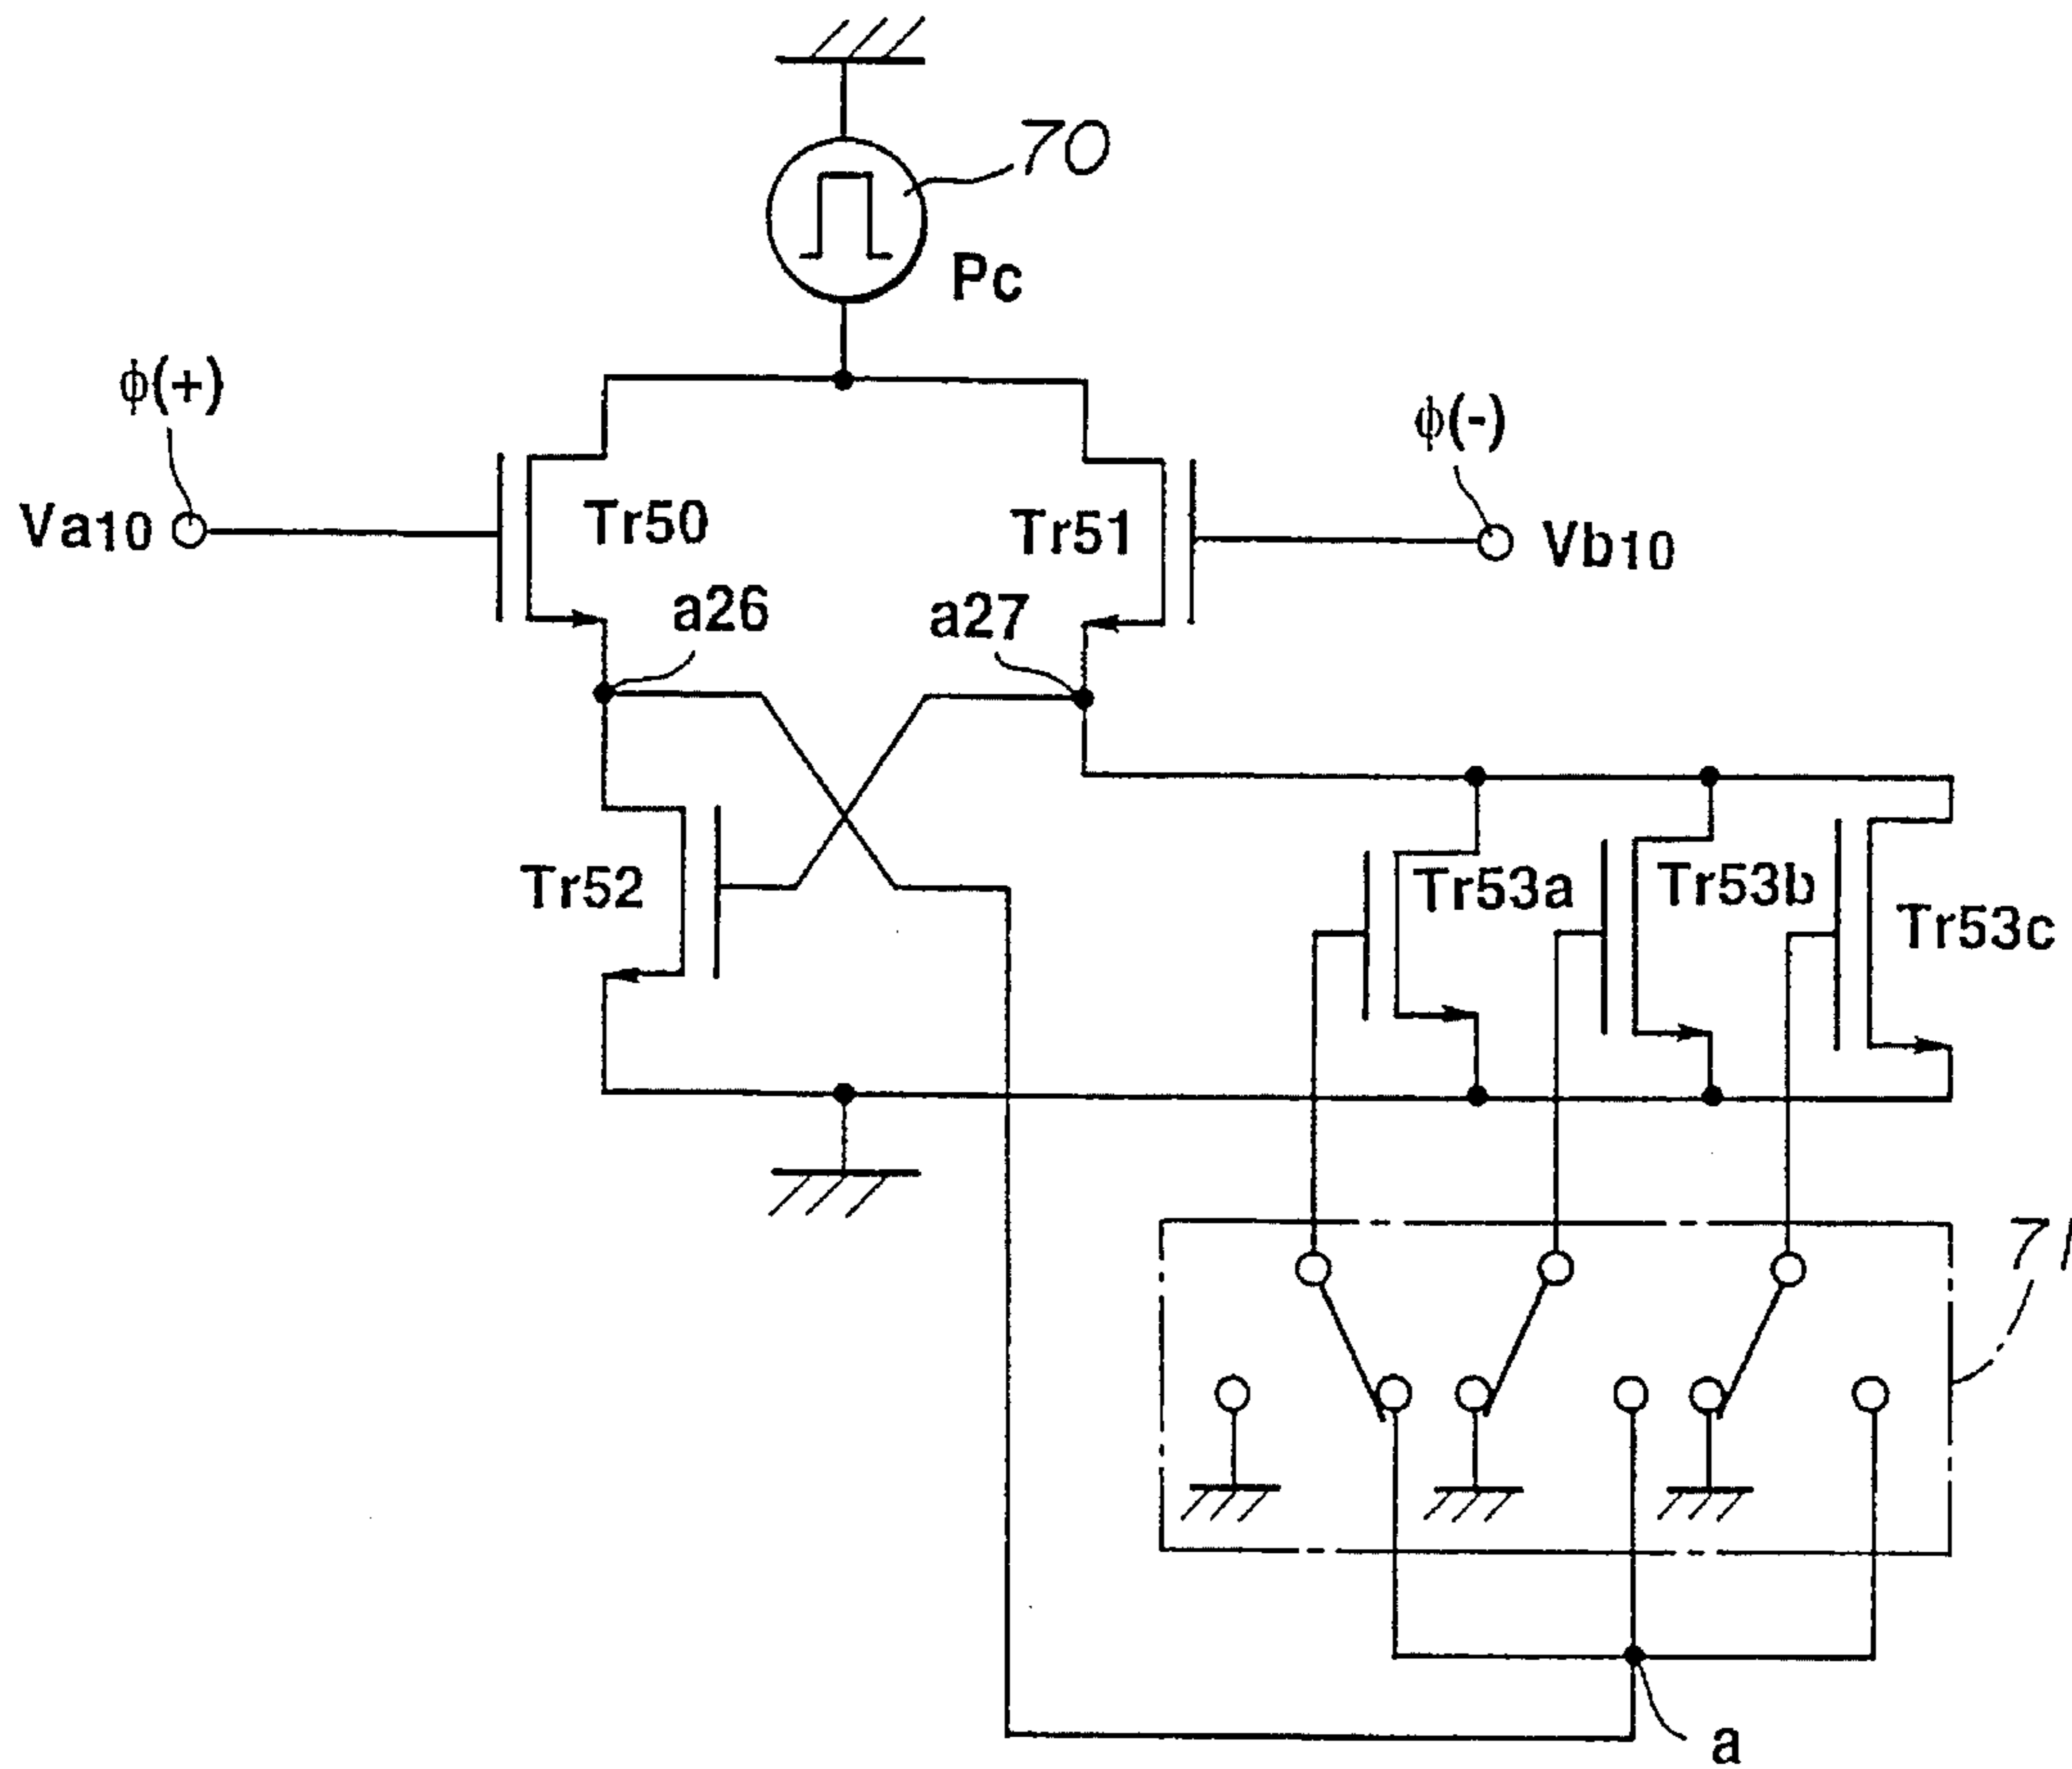 70
Pc
φ(+)
φ(-)
Va10
Tr50
Tr51
Vb10
a26
a27
Tr52
Tr53a
Tr53b
Tr53c
71
a